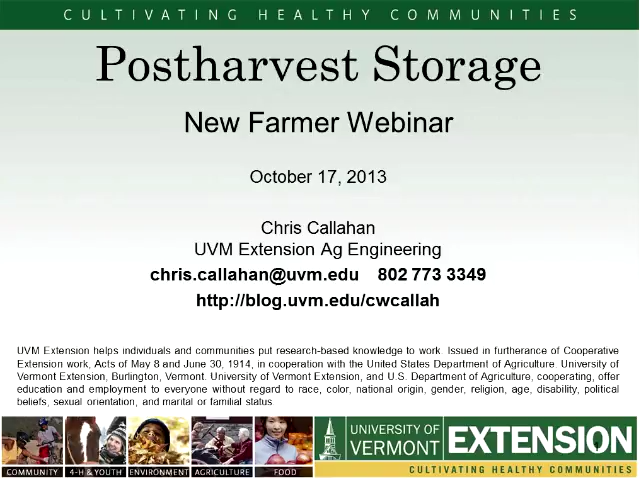 CULTIVATING HEALTHY COMMUNITIES
Postharvest Storage
New Farmer Webinar
October 17, 2013
Chris Callahan
UVM Extension Ag Engineering
chris.callahan@uvm.edu 802 773 3349
http://blog.uvm.edu/cwcallah
UVM Extension helps individuals and communities put research-based knowledge to work. Issued in furtherance of Cooperative
Extension work, Acts of May 8 and June 30, 1914, in cooperation with the United States Department of Agriculture. University of
Vermont Extension, Burlington, Vermont. University of Vermont Extension, and U.S. Department of Agriculture, cooperating, offer
education and employment to everyone without regard to race, color, national origin, gender, religion, age, disability, political
beliefs, sexual orientation, and marital or familial status
COMMUNITY 4-H & YOUTH ENVIRONMENT AGRICULTURE FOOD
UNIVERSITY OF
VERMONT
EXTENSION
CULTIVATING HEALTHY COMMUNITIES